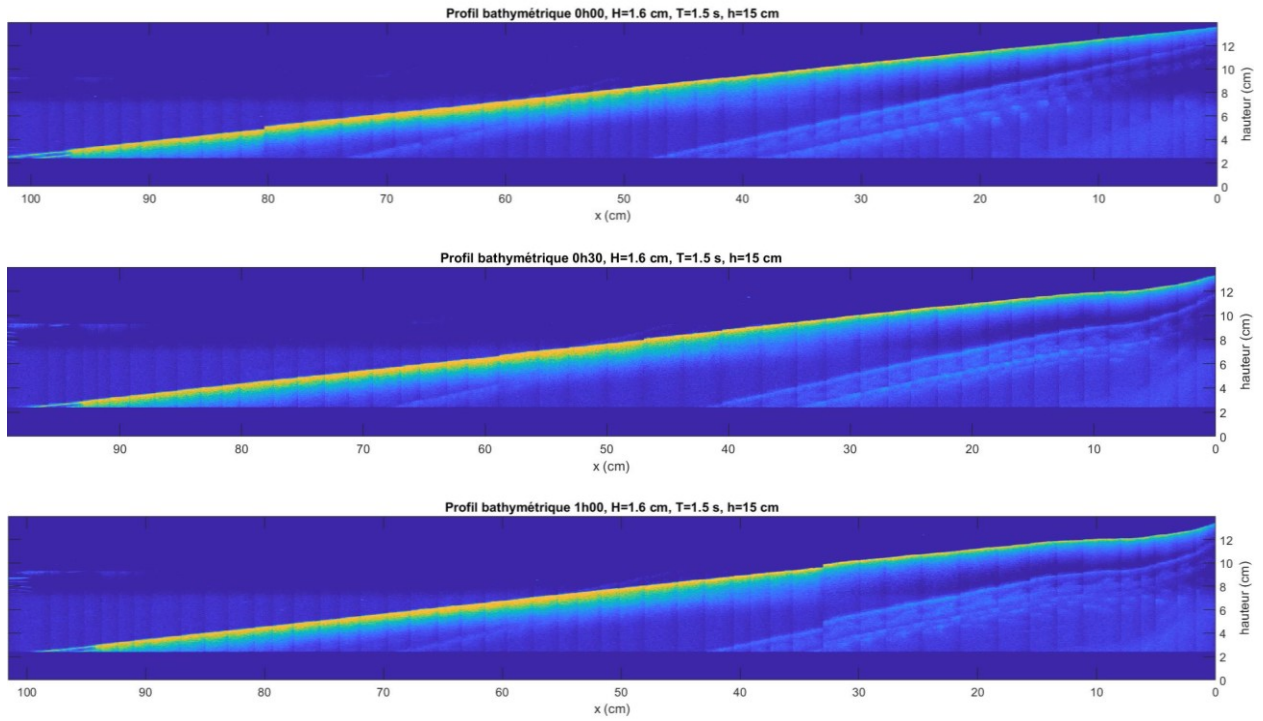 Profil bathymétrique 0h00, H=1.6 cm, T=1.5 s, h=15 cm
12
10
8
6
4
2
0
hauteur (cm)
100 90 80 70 60 50 40 30 20 10 0
x (cm)
Profil bathymétrique 0h30, H=1.6 cm, T=1.5 s, h=15 cm
12
10
8
6
4
2
0
hauteur (cm)
90 80 70 60 50 40 30 20 10 0
x (cm)
Profil bathymétrique 1h00, H=1.6 cm, T=1.5 s, h=15 cm
12
10
8
6
4
2
0
hauteur (cm)
100 90 80 70 60 50 40 30 20 10 0
x (cm)